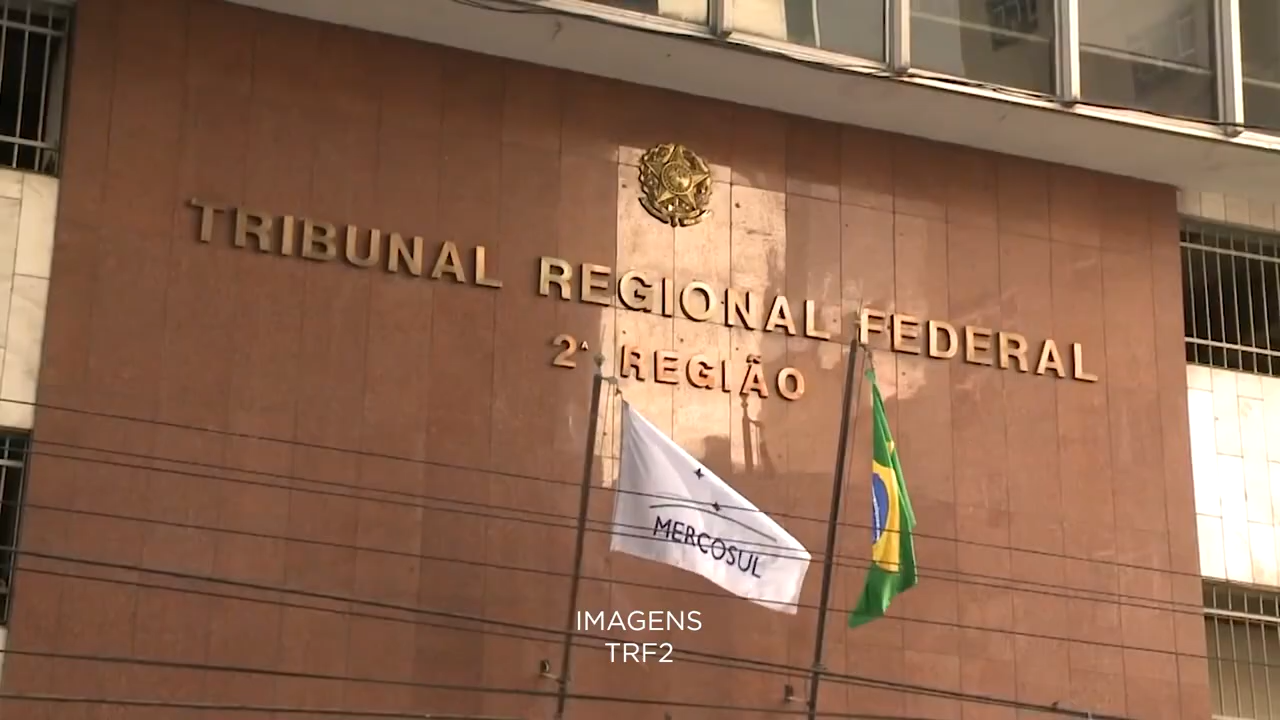 TRIBUNAL REGIONAL FEDERAL
2ª REGIÃO
MERCOSUL
IMAGENS
TRF2